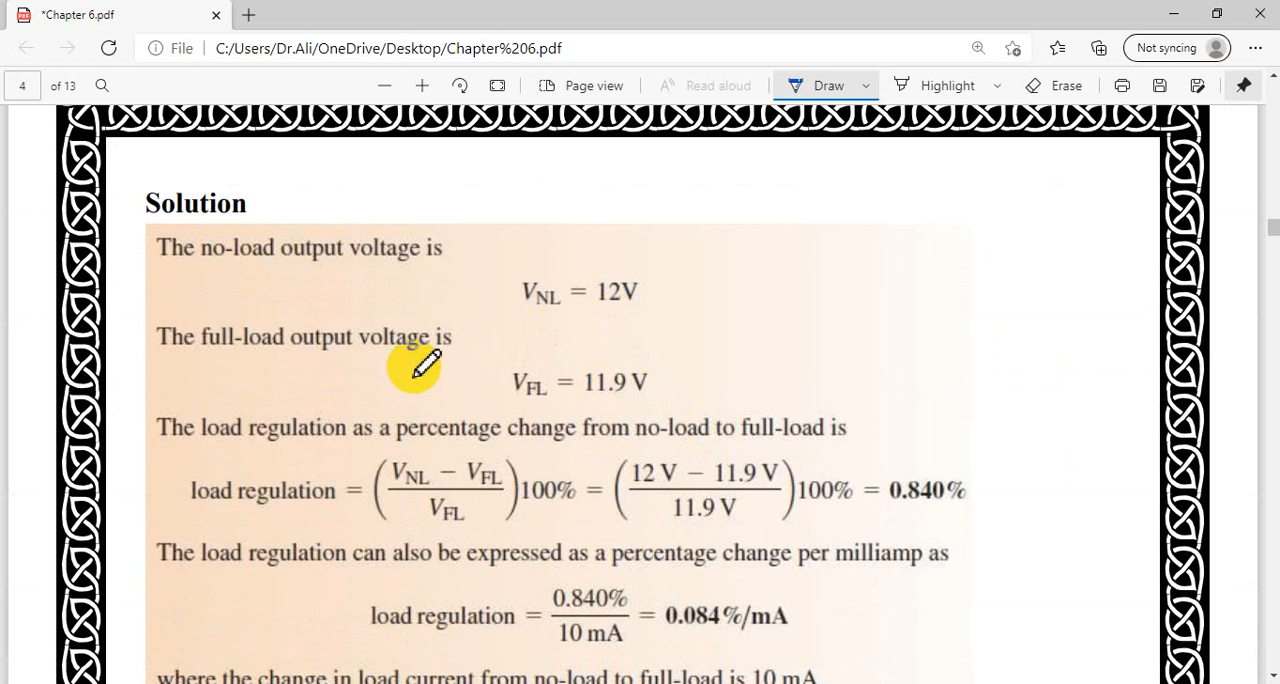 *Chapter 6.pdf
File | C:/Users/Dr.Ali/OneDrive/Desktop/Chapter%206.pdf
Not syncing
4 of 13
Page view
Read aloud
Draw
Highlight
Erase
Solution
The no-load output voltage is
V_NL = 12V
The full-load output voltage is
V_FL = 11.9 V
The load regulation as a percentage change from no-load to full-load is
load regulation = ((V_NL − V_FL)/V_FL)100% = ((12 V − 11.9 V)/11.9 V)100% = 0.840%
The load regulation can also be expressed as a percentage change per milliamp as
load regulation = 0.840%/10 mA = 0.084%/mA
where the change in load current from no-load to full-load is 10 mA